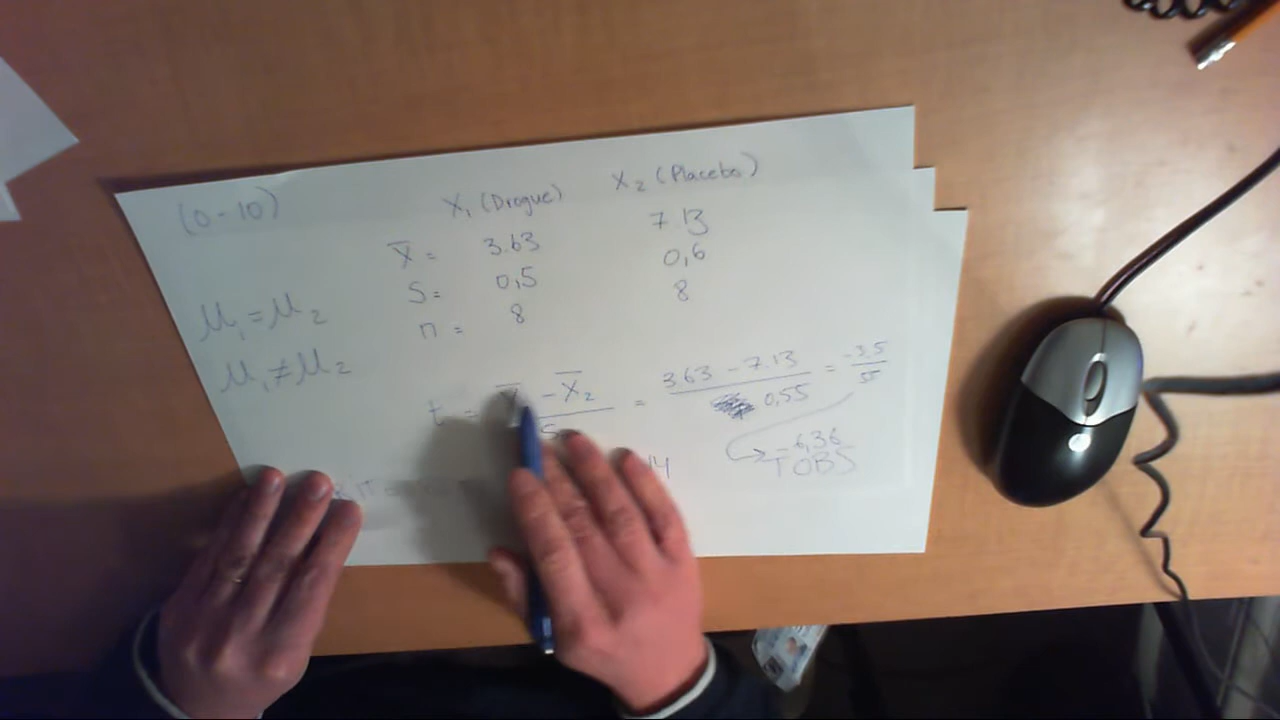 (0-10)
X₁ (Drogue) X₂ (Placebo)
X̄ = 3.63 7.13
S = 0,5 0,6
n = 8 8
μ₁ = μ₂
μ₁ ≠ μ₂
t = - X̄₂ = 3.63 - 7.13 / 0,55 = -3.5 / 55
-6,36
TOBS
14